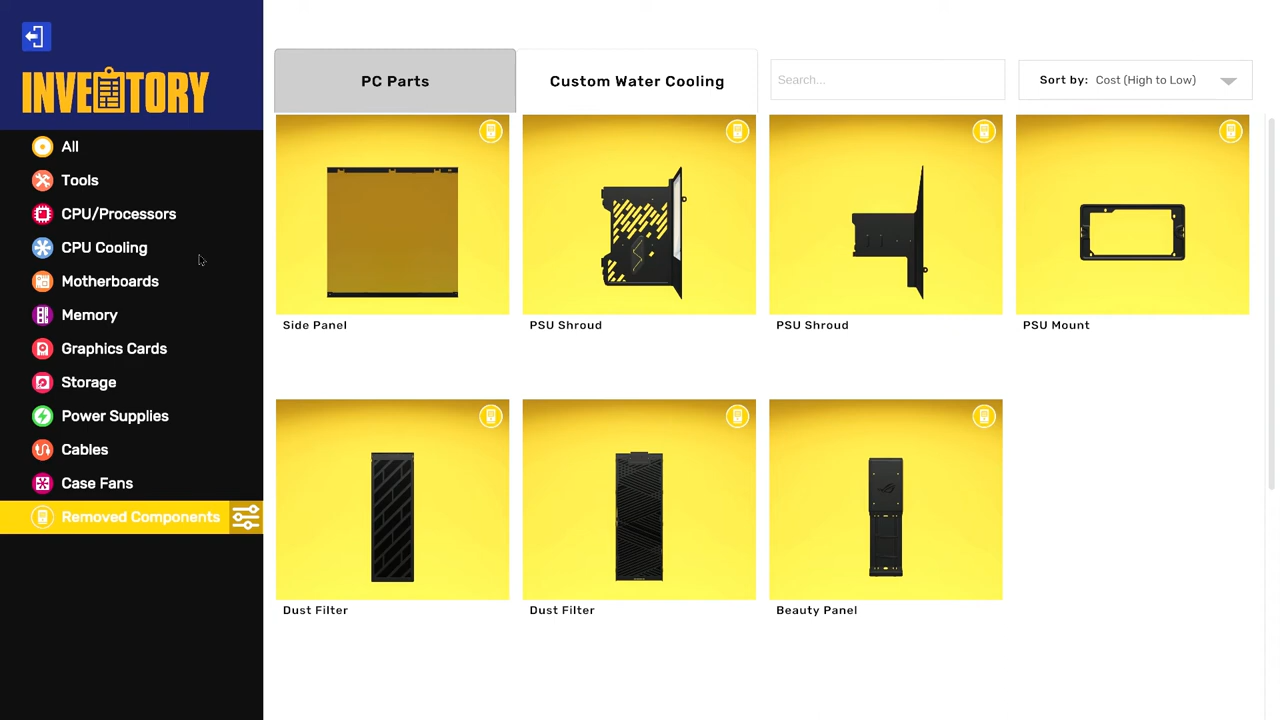 INVENTORY
PC Parts
Custom Water Cooling
Search...
Sort by: Cost (High to Low)
All
Tools
CPU/Processors
CPU Cooling
Motherboards
Memory
Graphics Cards
Storage
Power Supplies
Cables
Case Fans
Removed Components
Side Panel
PSU Shroud
PSU Shroud
PSU Mount
Dust Filter
Dust Filter
Beauty Panel